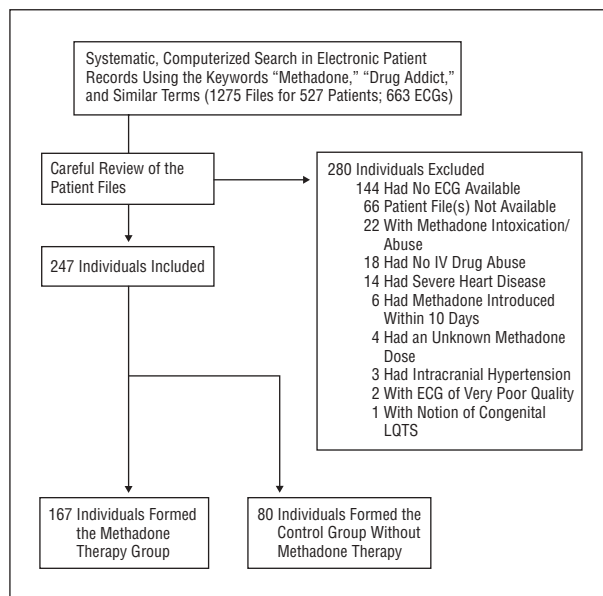 Systematic, Computerized Search in Electronic Patient
Records Using the Keywords “Methadone,” “Drug Addict,”
and Similar Terms (1275 Files for 527 Patients; 663 ECGs)
Careful Review of the
Patient Files
280 Individuals Excluded
144 Had No ECG Available
66 Patient File(s) Not Available
22 With Methadone Intoxication/
Abuse
18 Had No IV Drug Abuse
14 Had Severe Heart Disease
6 Had Methadone Introduced
Within 10 Days
4 Had an Unknown Methadone
Dose
3 Had Intracranial Hypertension
2 With ECG of Very Poor Quality
1 With Notion of Congenital
LQTS
247 Individuals Included
167 Individuals Formed
the Methadone
Therapy Group
80 Individuals Formed the
Control Group Without
Methadone Therapy